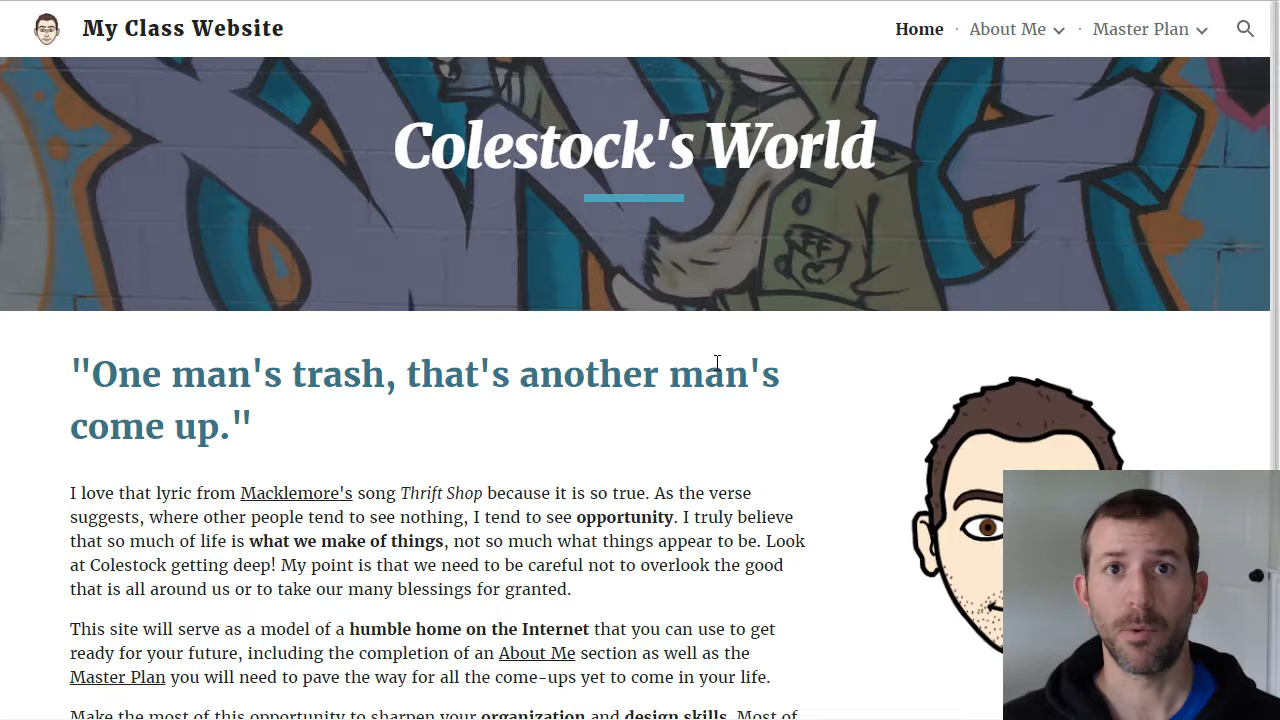 My Class Website
Home · About Me · Master Plan
Colestock's World
"One man's trash, that's another man's
come up."
I love that lyric from Macklemore's song Thrift Shop because it is so true. As the verse
suggests, where other people tend to see nothing, I tend to see opportunity. I truly believe
that so much of life is what we make of things, not so much what things appear to be. Look
at Colestock getting deep! My point is that we need to be careful not to overlook the good
that is all around us or to take our many blessings for granted.
This site will serve as a model of a humble home on the Internet that you can use to get
ready for your future, including the completion of an About Me section as well as the
Master Plan you will need to pave the way for all the come-ups yet to come in your life.
Make the most of this opportunity to sharpen your organization and design skills. Most of